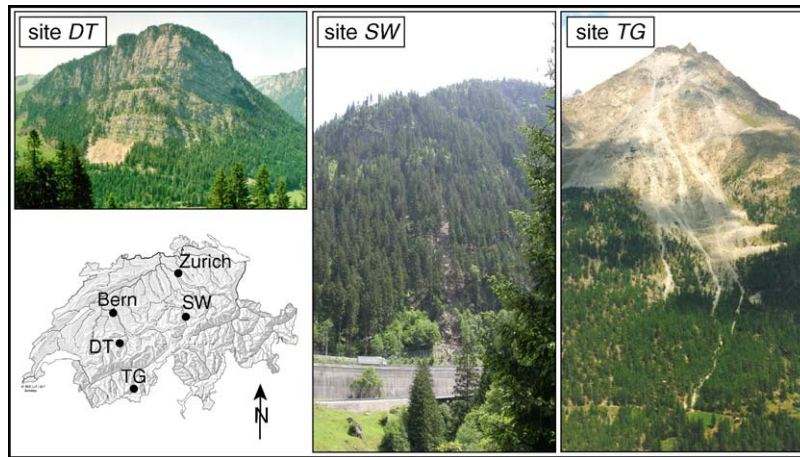 site DT
site SW
site TG
Zurich
Bern
SW
DT
TG
N